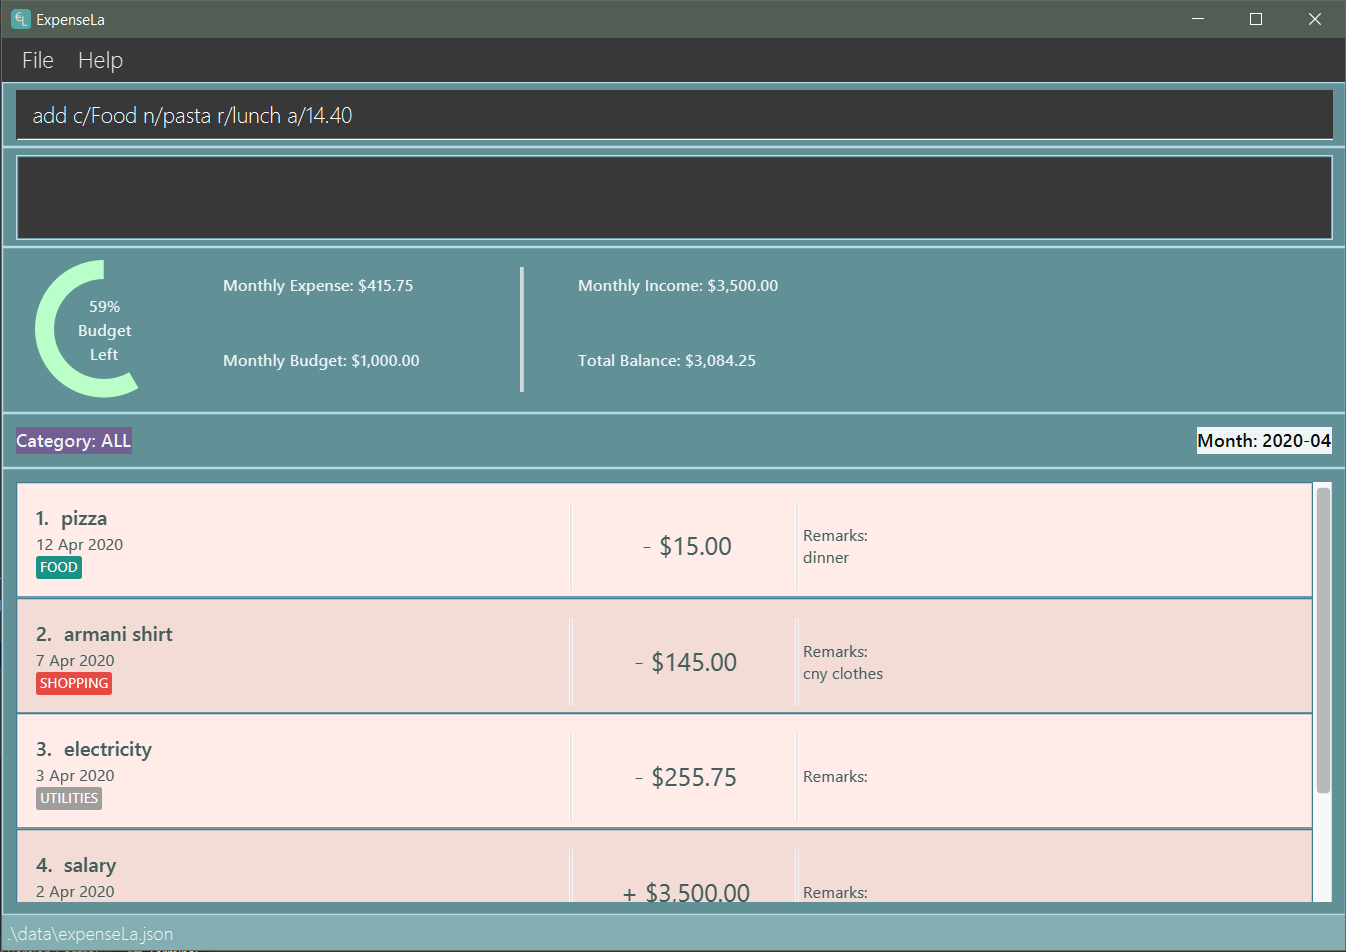 ExpenseLa
File Help
add c/Food n/pasta r/lunch a/14.40
59%
Budget
Left
Monthly Expense: $415.75
Monthly Income: $3,500.00
Monthly Budget: $1,000.00
Total Balance: $3,084.25
Category: ALL
Month: 2020-04
1. pizza
12 Apr 2020
FOOD
- $15.00
Remarks:
dinner
2. armani shirt
7 Apr 2020
SHOPPING
- $145.00
Remarks:
cny clothes
3. electricity
3 Apr 2020
UTILITIES
- $255.75
Remarks:
4. salary
2 Apr 2020
+ $3,500.00
Remarks:
.\data\expenseLa.json